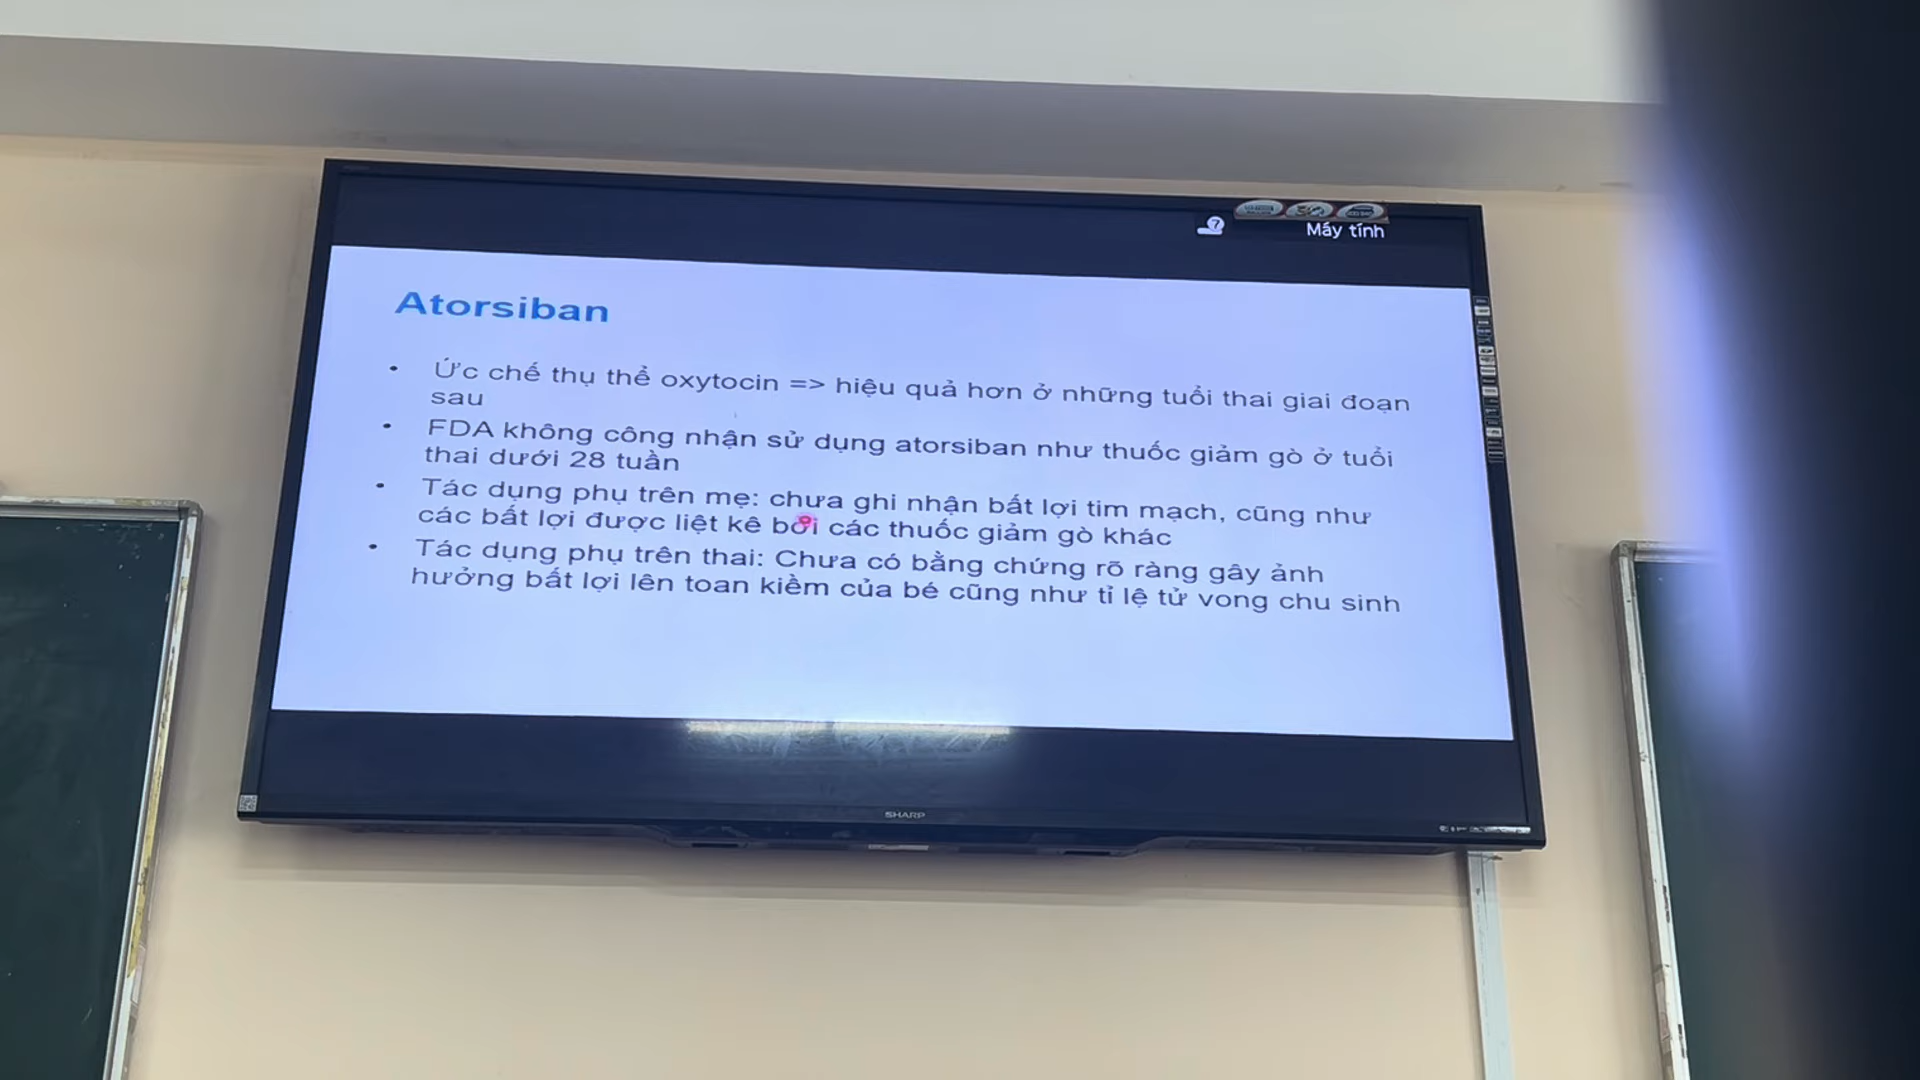 Máy tính
Atorsiban
• Ức chế thụ thể oxytocin => hiệu quả hơn ở những tuổi thai giai đoạn
sau
• FDA không công nhận sử dụng atorsiban như thuốc giảm gò ở tuổi
thai dưới 28 tuần
• Tác dụng phụ trên mẹ: chưa ghi nhận bất lợi tim mạch, cũng như
các bất lợi được liệt kê bởi các thuốc giảm gò khác
• Tác dụng phụ trên thai: Chưa có bằng chứng rõ ràng gây ảnh
hưởng bất lợi lên toan kiềm của bé cũng như tỉ lệ tử vong chu sinh
SHARP